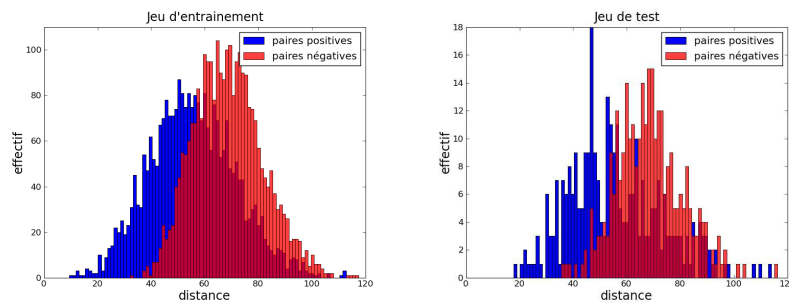 Jeu d'entrainement
paires positives
paires négatives
effectif
100
80
60
40
20
0
0 20 40 60 80 100 120
distance
Jeu de test
paires positives
paires négatives
effectif
18
16
14
12
10
8
6
4
2
0
0 20 40 60 80 100 120
distance